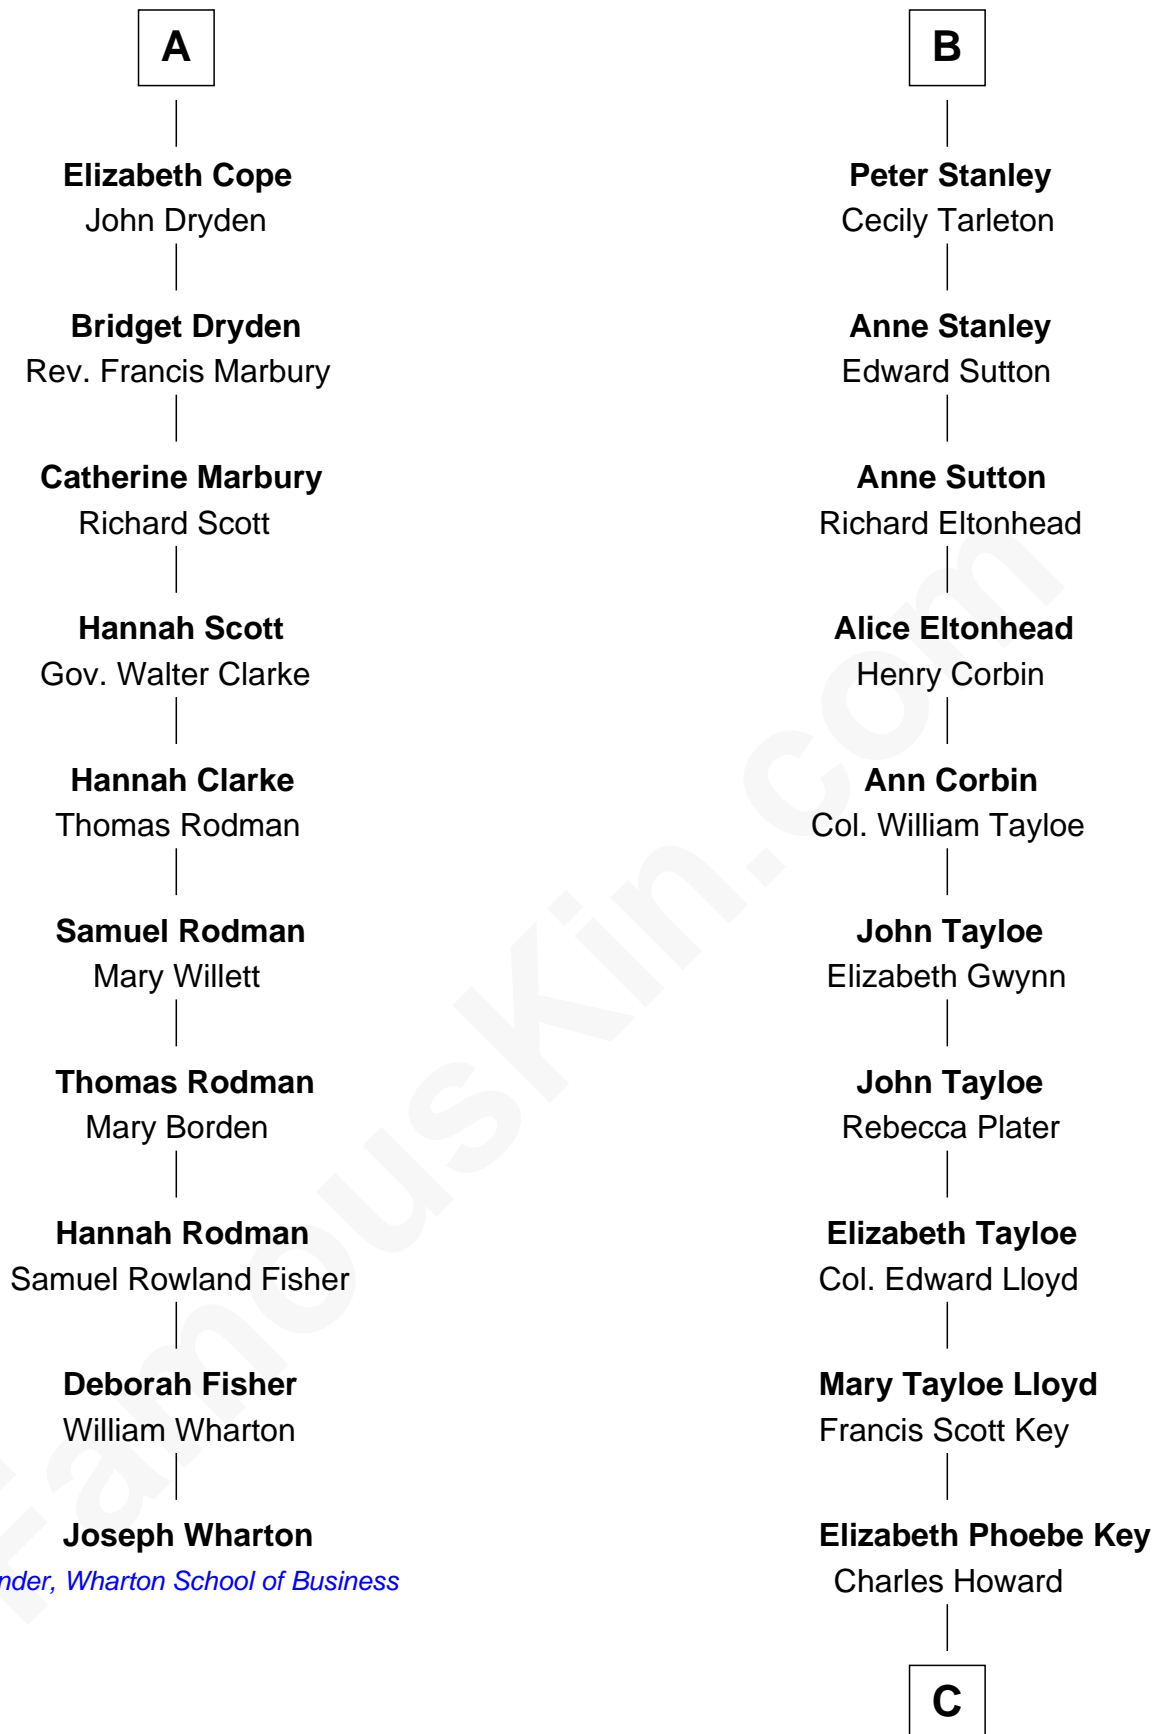 A
Elizabeth Cope
John Dryden
Bridget Dryden
Rev. Francis Marbury
Catherine Marbury
Richard Scott
Hannah Scott
Gov. Walter Clarke
Hannah Clarke
Thomas Rodman
Samuel Rodman
Mary Willett
Thomas Rodman
Mary Borden
Hannah Rodman
Samuel Rowland Fisher
Deborah Fisher
William Wharton
Joseph Wharton
nder, Wharton School of Business
B
Peter Stanley
Cecily Tarleton
Anne Stanley
Edward Sutton
Anne Sutton
Richard Eltonhead
Alice Eltonhead
Henry Corbin
Ann Corbin
Col. William Tayloe
John Tayloe
Elizabeth Gwynn
John Tayloe
Rebecca Plater
Elizabeth Tayloe
Col. Edward Lloyd
Mary Tayloe Lloyd
Francis Scott Key
Elizabeth Phoebe Key
Charles Howard
C
FamousKin.com